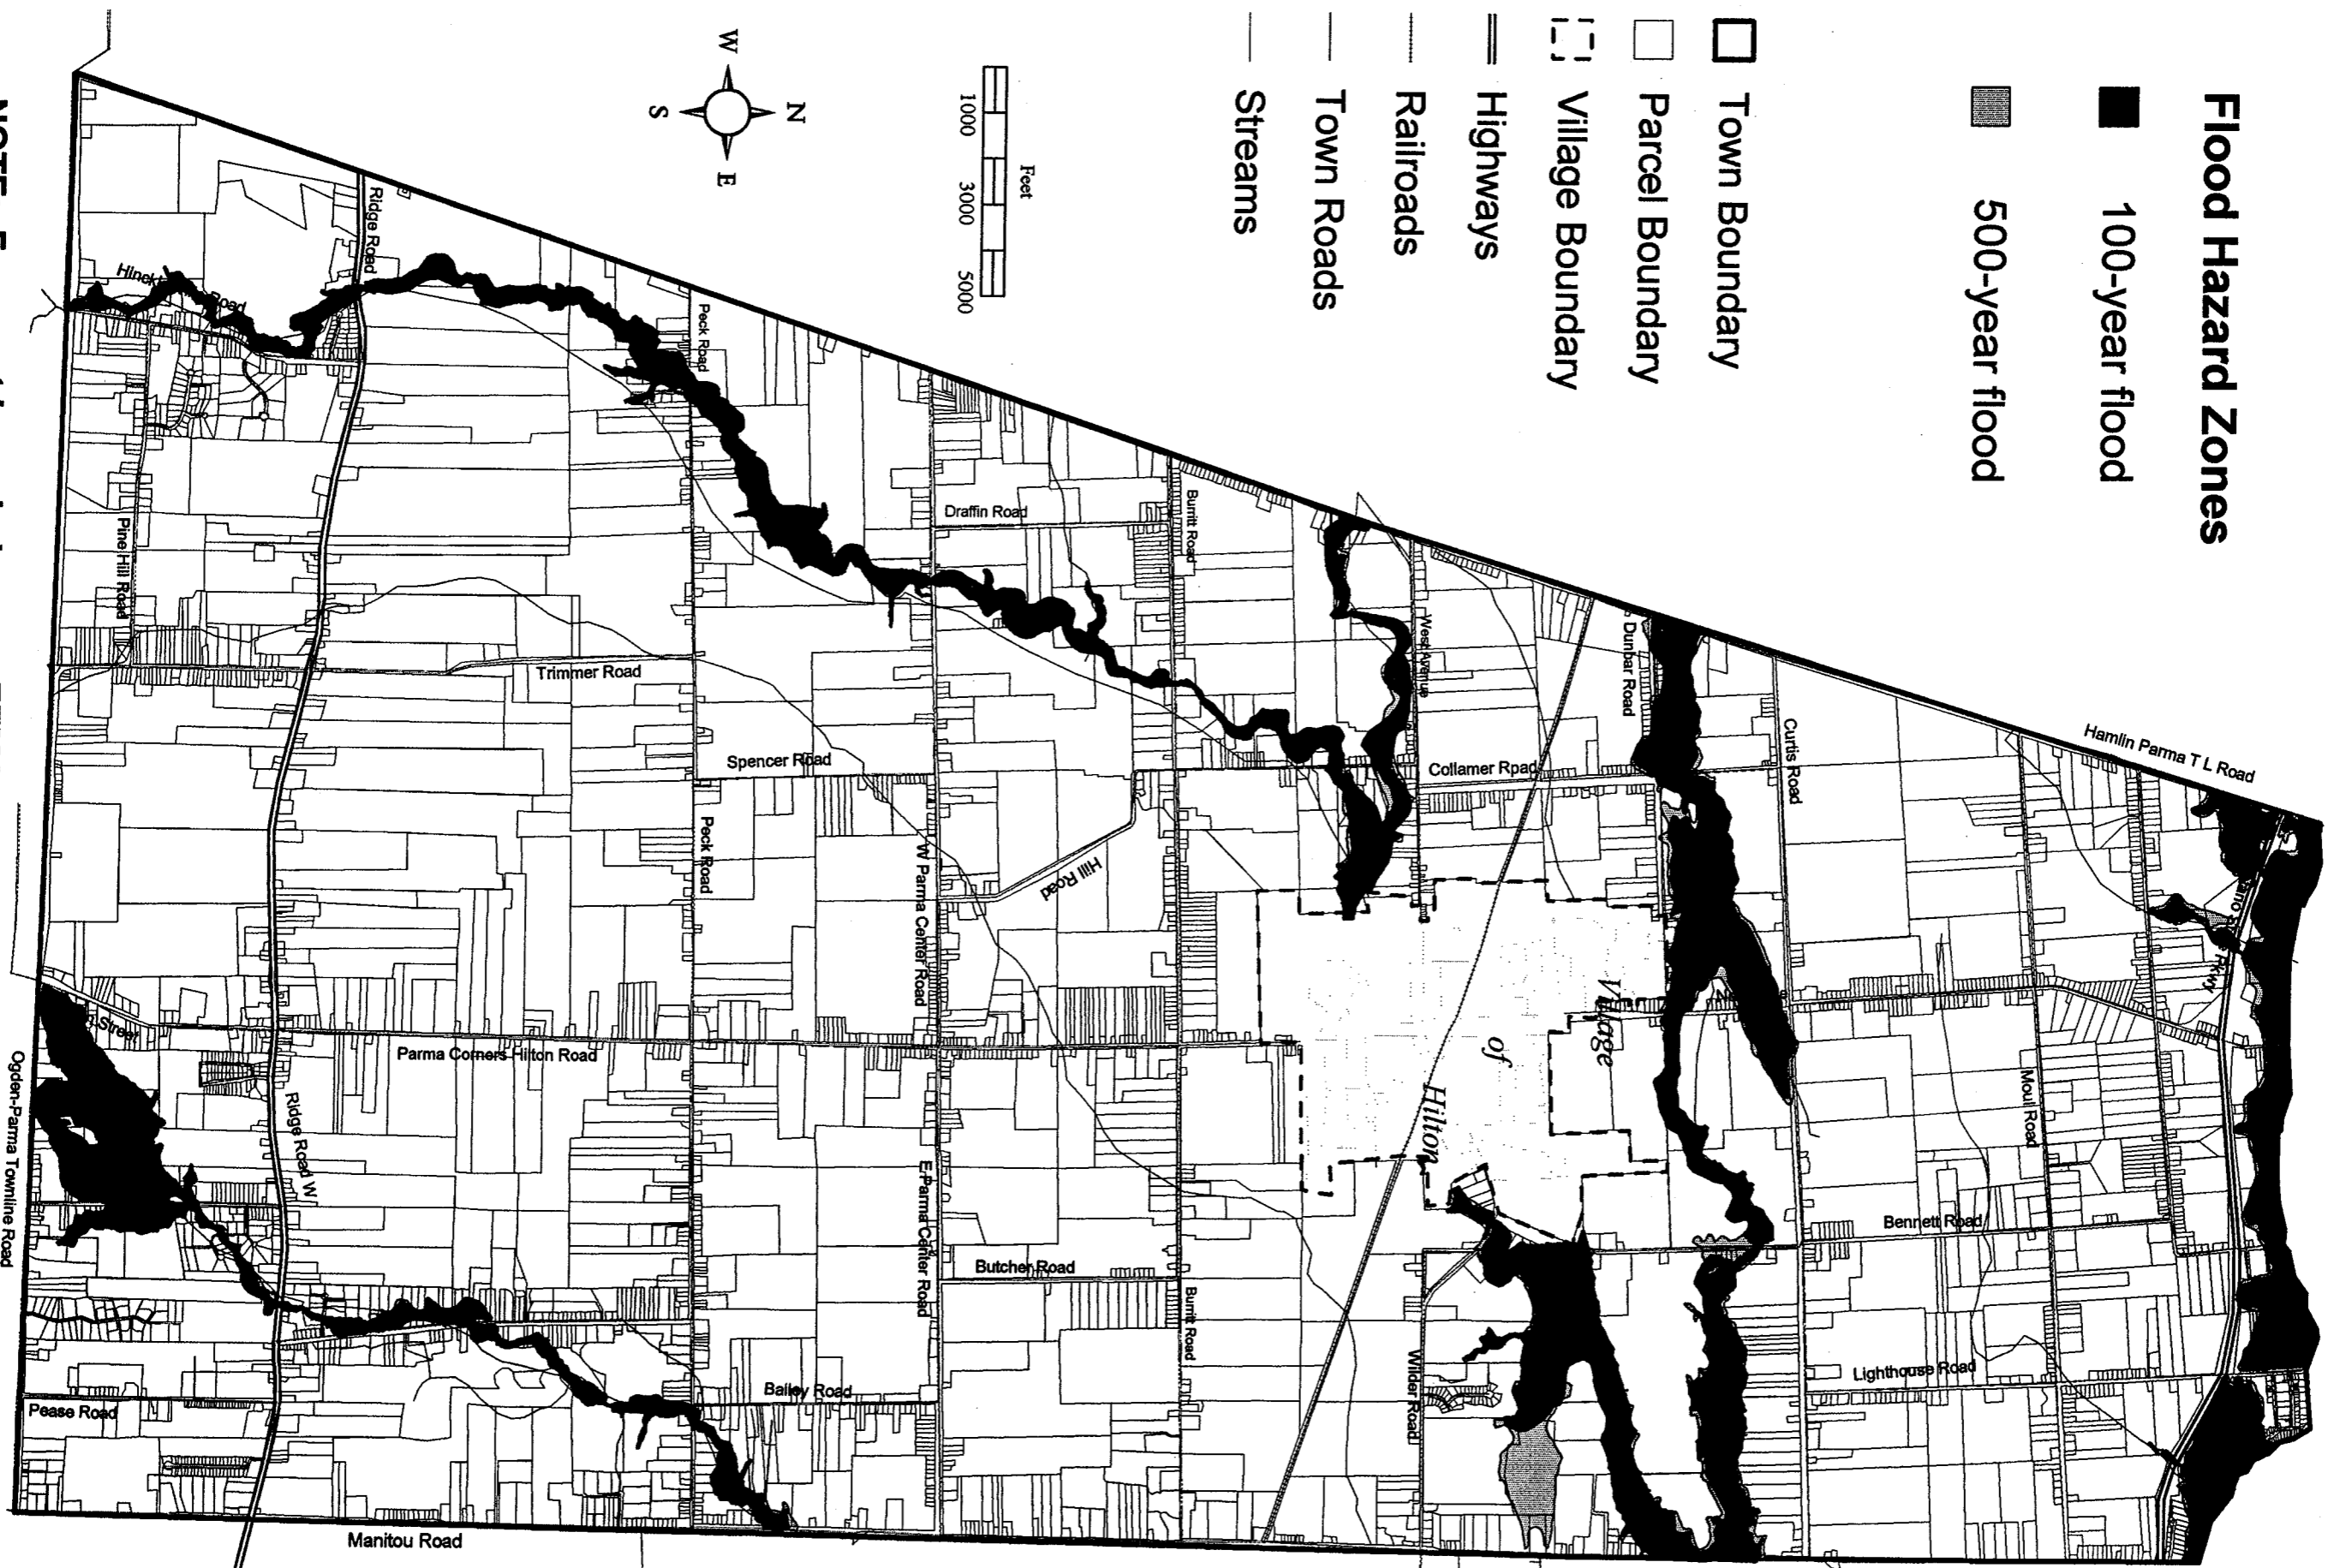 Flood Hazard Zones
100-year flood
500-year flood
Town Boundary
Parcel Boundary
Village Boundary
Highways
Railroads
Town Roads
Streams
Feet
1000 3000 5000
N
W
E
S
Hamlin Parma T L Road
Curtis Road
Dunbar Road
West Avenue
Collamer Rpad
Burritt Road
Draffin Road
Peck Road
Ridge Road
Road
Pine Hill Road
Trimmer Road
Spencer Road
Hill Road
Peck Road
W Parma Center Road
Pkwy
Village
of
Hilton
Moul Road
Bennett Road
Parma Corners Hilton Road
Street
Ridge Road W
Ogden-Parma Townline Road
E Parma Center Road
Butcher Road
Burritt Road
Wilder Road
Lighthouse Road
Bailey Road
Pease Road
Manitou Road